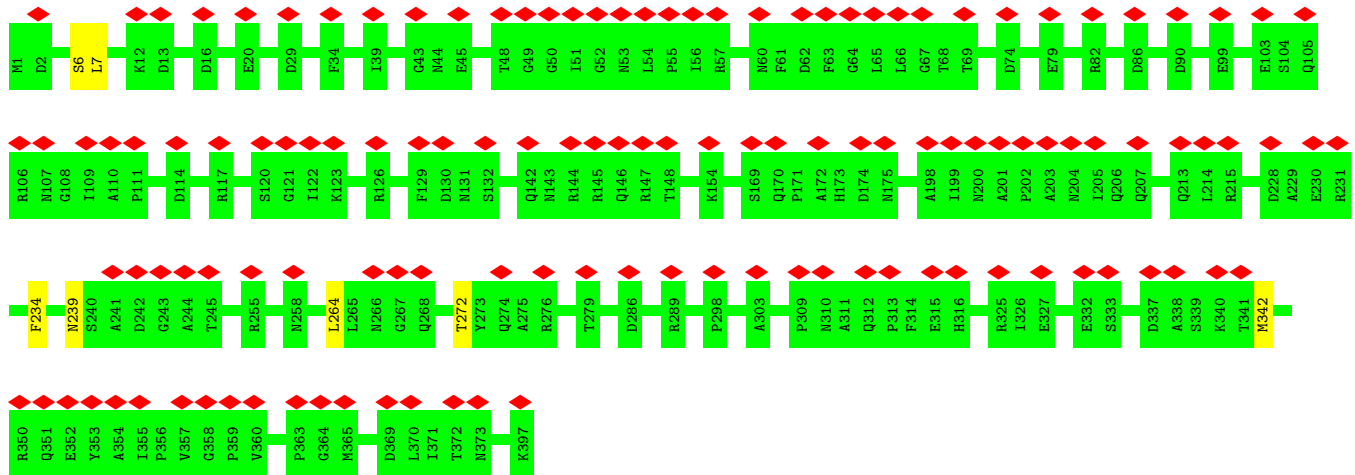 M1 D2 S6 L7 K12 D13 D16 E20 D29 F34 I39 G43 N44 E45 T48 G49 G50 I51 G52 N53 L54 P55 I56 R57 N60 F61 D62 F63 G64 L65 L66 G67 T68 T69 D74 E79 R82 D86 D90 E99 E103 S104 Q105
R106 N107 G108 I109 A110 P111 D114 R117 S120 G121 I122 K123 R126 F129 D130 N131 S132 Q142 N143 R144 R145 Q146 R147 T148 K154 S169 Q170 P171 A172 H173 D174 N175 A198 I199 N200 A201 P202 A203 N204 I205 Q206 Q207 Q213 L214 R215 D228 A229 E230 R231
F234 N239 S240 A241 D242 G243 A244 T245 R255 N258 L264 L265 N266 G267 Q268 T272 Y273 Q274 A275 R276 T279 D286 R289 P298 A303 P309 N310 A311 Q312 P313 F314 E315 H316 R325 I326 E327 E332 S333 D337 A338 S339 K340 T341 M342
R350 Q351 E352 Y353 A354 I355 P356 V357 G358 P359 V360 P363 G364 M365 D369 L370 I371 T372 N373 K397